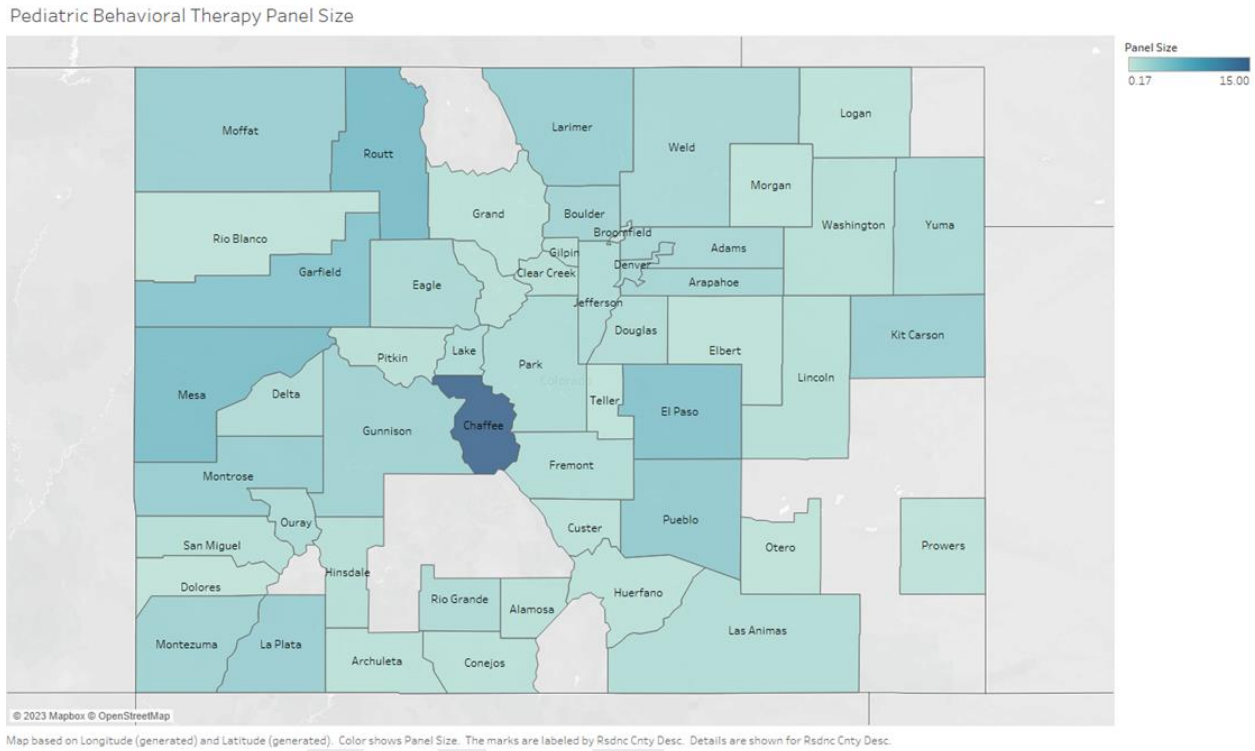 Pediatric Behavioral Therapy Panel Size
Panel Size
0.17 15.00
Logan
Moffat
Larimer
Weld
Routt
Morgan
Grand
Boulder
Washington
Yuma
Rio Blanco
Broomfield
Gilpin
Adams
Denver
Garfield
Clear Creek
Arapahoe
Eagle
Jefferson
Douglas
Kit Carson
Lake
Elbert
Pitkin
Park
Lincoln
Colorado
Mesa
Delta
Teller
El Paso
Chaffee
Gunnison
Fremont
Montrose
Pueblo
Ouray
Custer
San Miguel
Otero
Prowers
Hinsdale
Dolores
Huerfano
Rio Grande
Alamosa
Las Animas
Montezuma
La Plata
Archuleta
Conejos
© 2023 Mapbox © OpenStreetMap
Map based on Longitude (generated) and Latitude (generated). Color shows Panel Size. The marks are labeled by Rsdnc Cnty Desc. Details are shown for Rsdnc Cnty Desc.